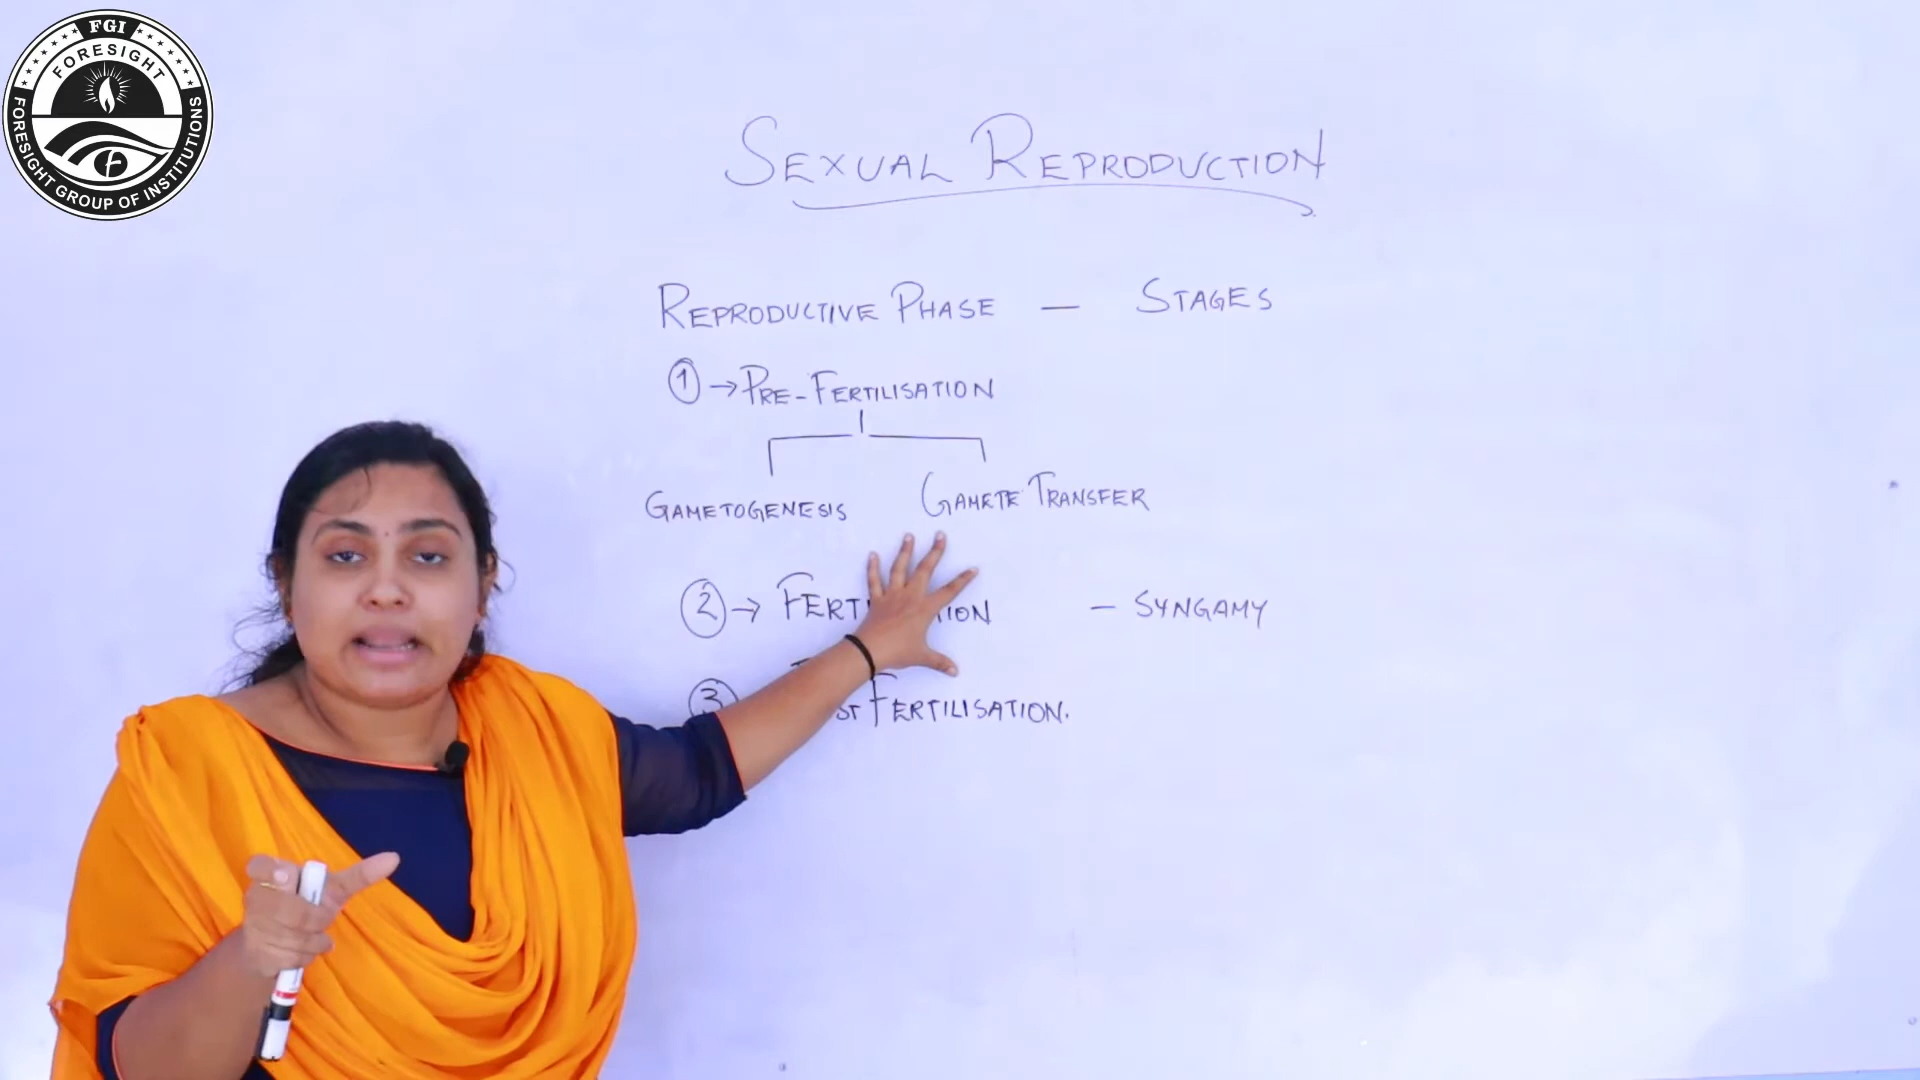 FGI
FORESIGHT
FORESIGHT GROUP OF INSTITUTIONS
SEXUAL REPRODUCTION
REPRODUCTIVE PHASE — STAGES
1 → PRE-FERTILISATION
GAMETOGENESIS GAMETE TRANSFER
2 → - SYNGAMY
3 FERTILISATION.